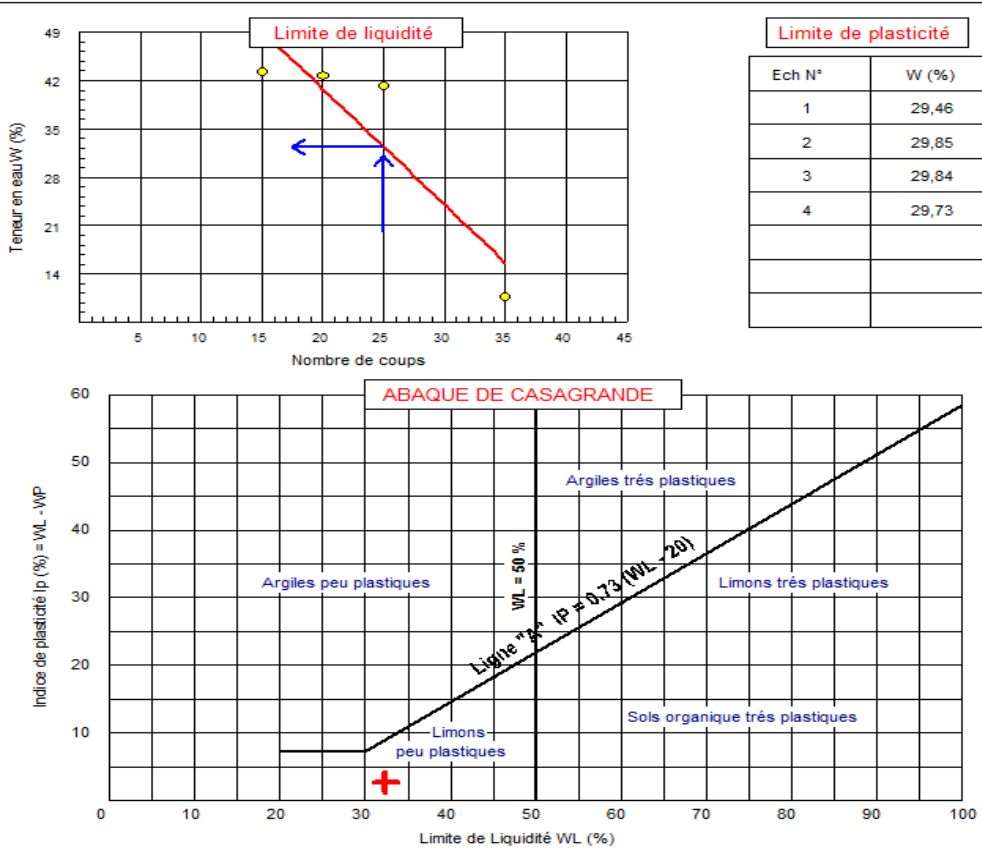 Limite de liquidité
49
42
35
28
21
14
Teneur en eau W (%)
5 10 15 20 25 30 35 40 45
Nombre de coups
Limite de plasticité
Ech N° W (%)
1 29,46
2 29,85
3 29,84
4 29,73
ABAQUE DE CASAGRANDE
60
50
40
30
20
10
Indice de plasticité Ip (%) = WL - WP
Argiles trés plastiques
Argiles peu plastiques
WL = 50 %
Ligne "A" IP = 0.73 (WL - 20)
Limons trés plastiques
Sols organique trés plastiques
Limons
peu plastiques
0 10 20 30 40 50 60 70 80 90 100
Limite de Liquidité WL (%)